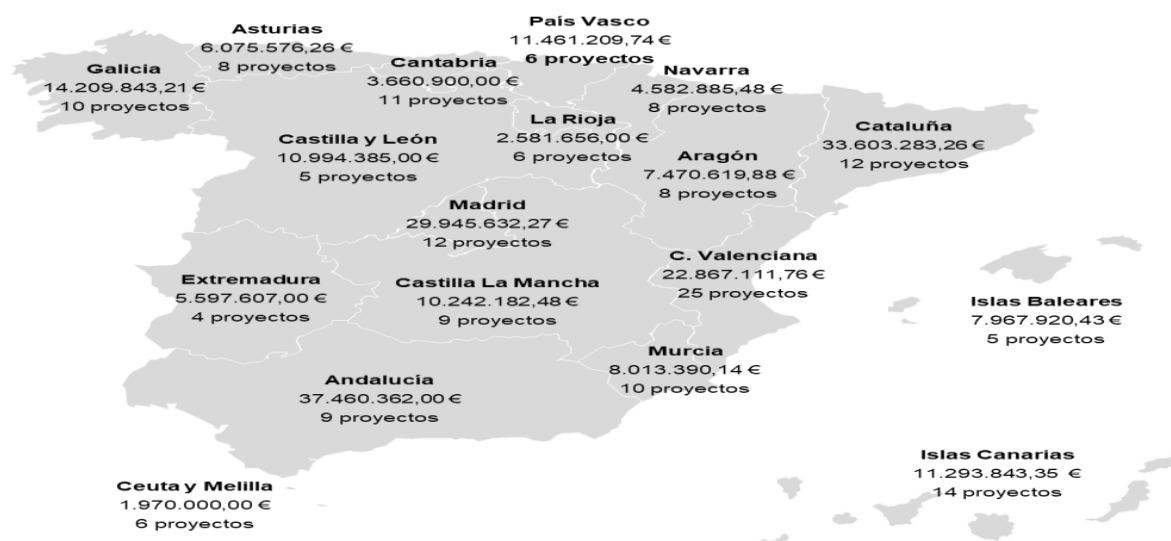 País Vasco
11.461.209,74 €
6 proyectos
Asturias
6.075.576,26 €
8 proyectos
Cantabria
3.660.900,00 €
11 proyectos
Galicia
14.209.843,21 €
10 proyectos
Navarra
4.582.885,48 €
8 proyectos
La Rioja
2.581.656,00 €
6 proyectos
Cataluña
33.603.283,26 €
12 proyectos
Castilla y León
10.994.385,00 €
5 proyectos
Aragón
7.470.619,88 €
8 proyectos
Madrid
29.945.632,27 €
12 proyectos
C. Valenciana
22.867.111,76 €
25 proyectos
Extremadura
5.597.607,00 €
4 proyectos
Castilla La Mancha
10.242.182,48 €
9 proyectos
Islas Baleares
7.967.920,43 €
5 proyectos
Murcia
8.013.390,14 €
10 proyectos
Andalucía
37.460.362,00 €
9 proyectos
Islas Canarias
11.293.843,35 €
14 proyectos
Ceuta y Melilla
1.970.000,00 €
6 proyectos